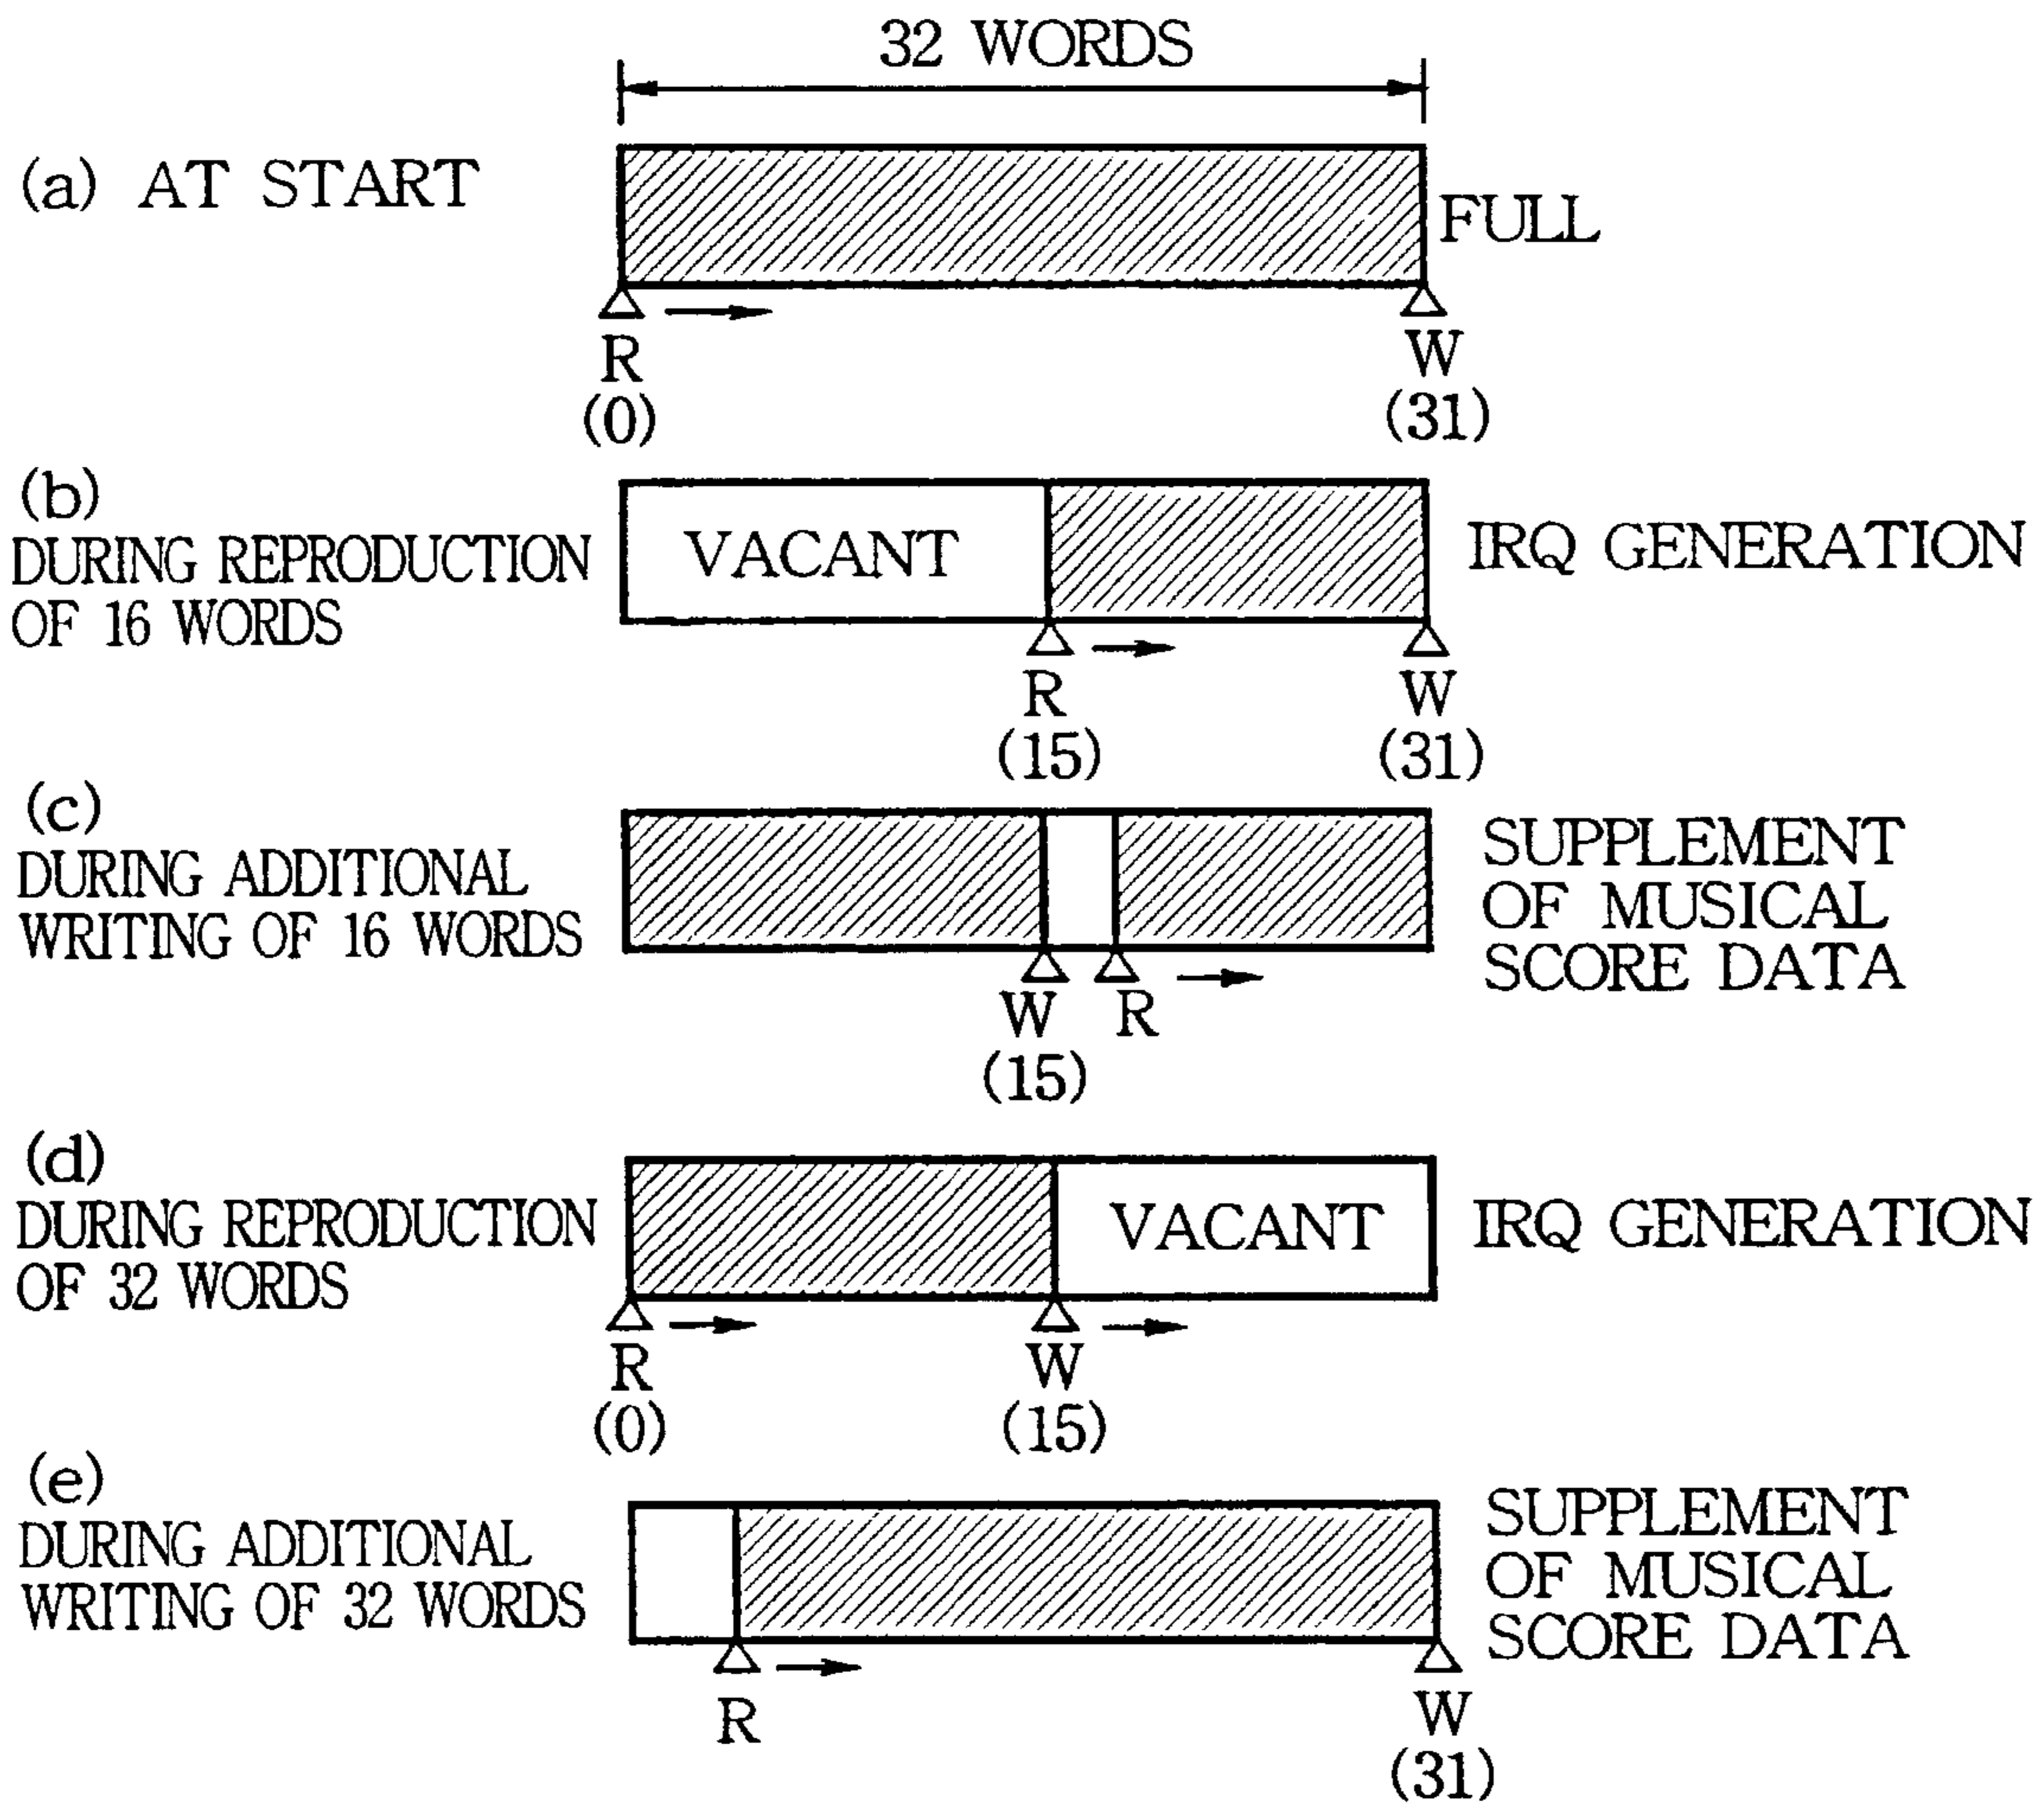 32 WORDS
(a) AT START
FULL
R
(0)
W
(31)
(b)
DURING REPRODUCTION
OF 16 WORDS
VACANT
IRQ GENERATION
R
(15)
W
(31)
(c)
DURING ADDITIONAL
WRITING OF 16 WORDS
SUPPLEMENT
OF MUSICAL
SCORE DATA
W
(15)
R
(d)
DURING REPRODUCTION
OF 32 WORDS
VACANT
IRQ GENERATION
R
(0)
W
(15)
(e)
DURING ADDITIONAL
WRITING OF 32 WORDS
SUPPLEMENT
OF MUSICAL
SCORE DATA
R
W
(31)